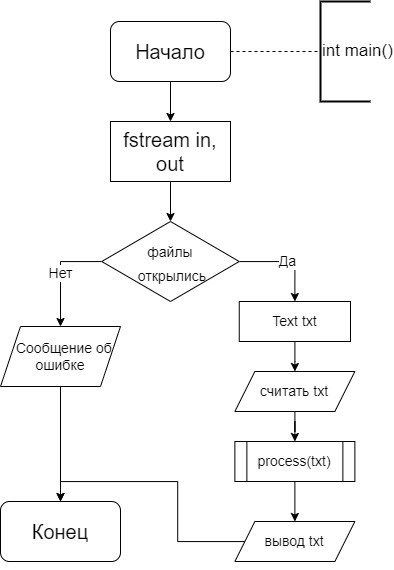 Начало
int main()
fstream in,
out
файлы
открылись
Нет
Да
Text txt
Сообщение об
ошибке
считать txt
process(txt)
Конец
вывод txt